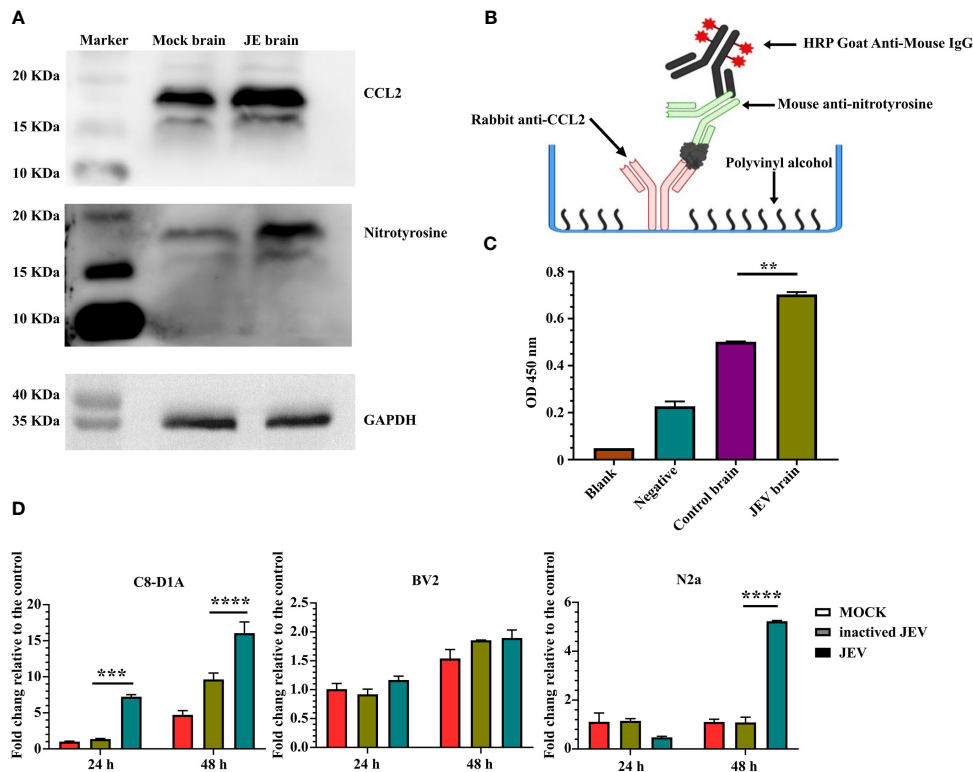 A
Marker Mock brain JE brain
20 KDa
15 KDa
10 KDa
CCL2
20 KDa
15 KDa
10 KDa
Nitrotyrosine
40 KDa
35 KDa
GAPDH
B
HRP Goat Anti-Mouse IgG
Mouse anti-nitrotyrosine
Rabbit anti-CCL2
Polyvinyl alcohol
C
OD 450 nm
0.8
0.6
0.4
0.2
0
**
Blank
Negative
Control brain
JEV brain
D
C8-D1A
Fold chang relative to the control
20
15
10
5
0
***
****
24 h
48 h
BV2
Fold chang relative to the control
2.5
2.0
1.5
1.0
0.5
0.0
24 h
48 h
N2a
Fold chang relative to the control
6
4
2
0
****
24 h
48 h
MOCK
inactived JEV
JEV